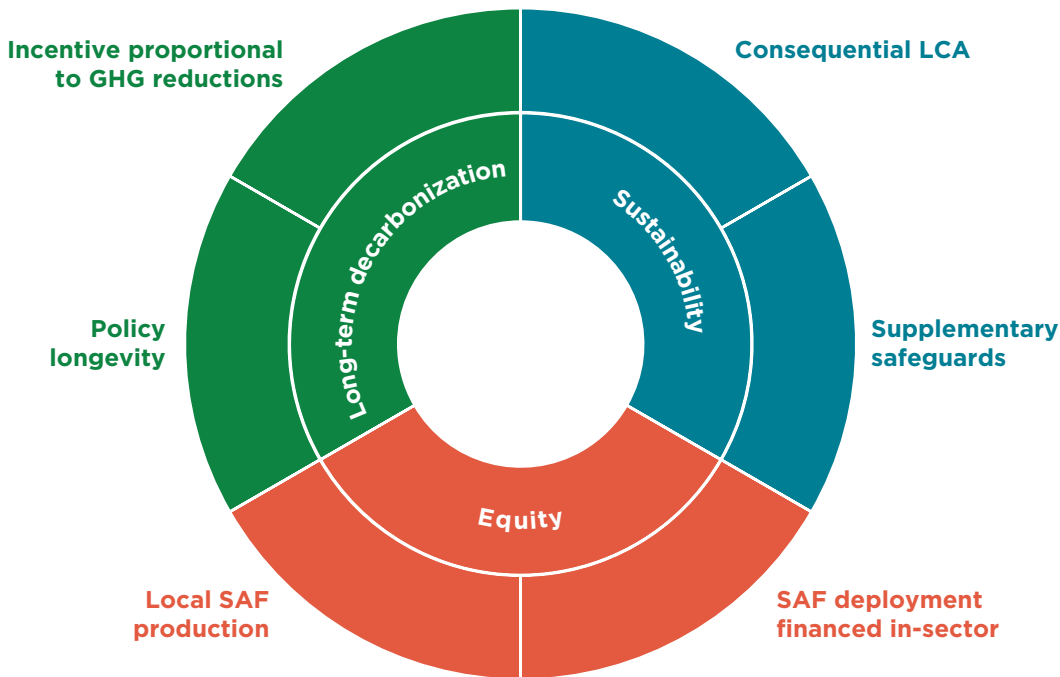 Incentive proportional
to GHG reductions
Consequential LCA
Long-term decarbonization
Sustainability
Policy
longevity
Supplementary
safeguards
Equity
Local SAF
production
SAF deployment
financed in-sector